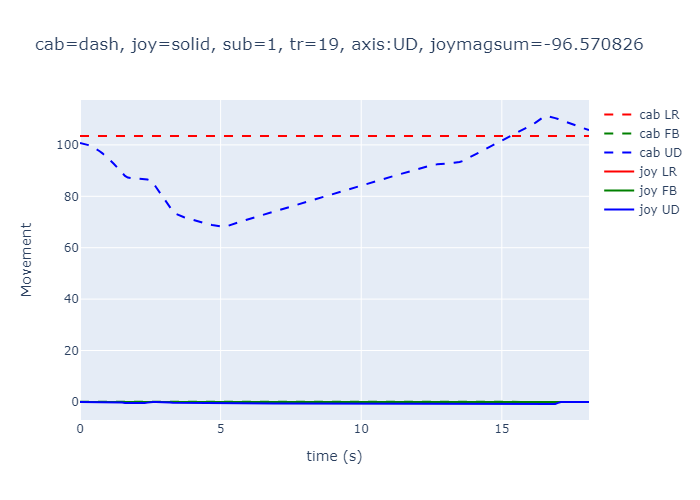 cab=dash, joy=solid, sub=1, tr=19, axis:UD, joymagsum=-96.570826
cab LR
cab FB
cab UD
joy LR
joy FB
joy UD
100
80
60
40
20
0
Movement
0
5
10
15
time (s)